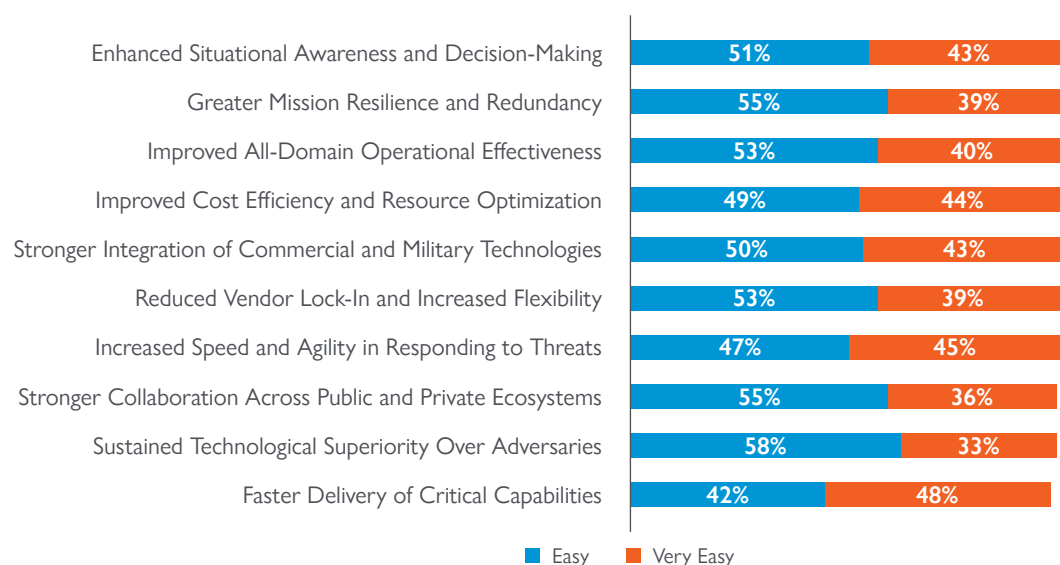 Enhanced Situational Awareness and Decision-Making 51% 43%
Greater Mission Resilience and Redundancy 55% 39%
Improved All-Domain Operational Effectiveness 53% 40%
Improved Cost Efficiency and Resource Optimization 49% 44%
Stronger Integration of Commercial and Military Technologies 50% 43%
Reduced Vendor Lock-In and Increased Flexibility 53% 39%
Increased Speed and Agility in Responding to Threats 47% 45%
Stronger Collaboration Across Public and Private Ecosystems 55% 36%
Sustained Technological Superiority Over Adversaries 58% 33%
Faster Delivery of Critical Capabilities 42% 48%
Easy Very Easy